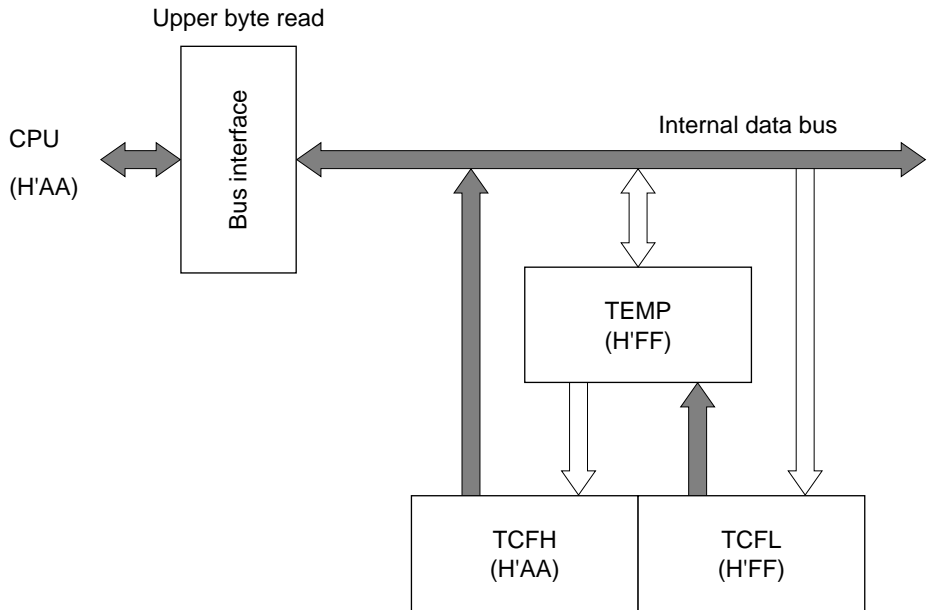 Upper byte read
CPU
(H'AA)
Bus interface
Internal data bus
TEMP
(H'FF)
TCFH
(H'AA)
TCFL
(H'FF)